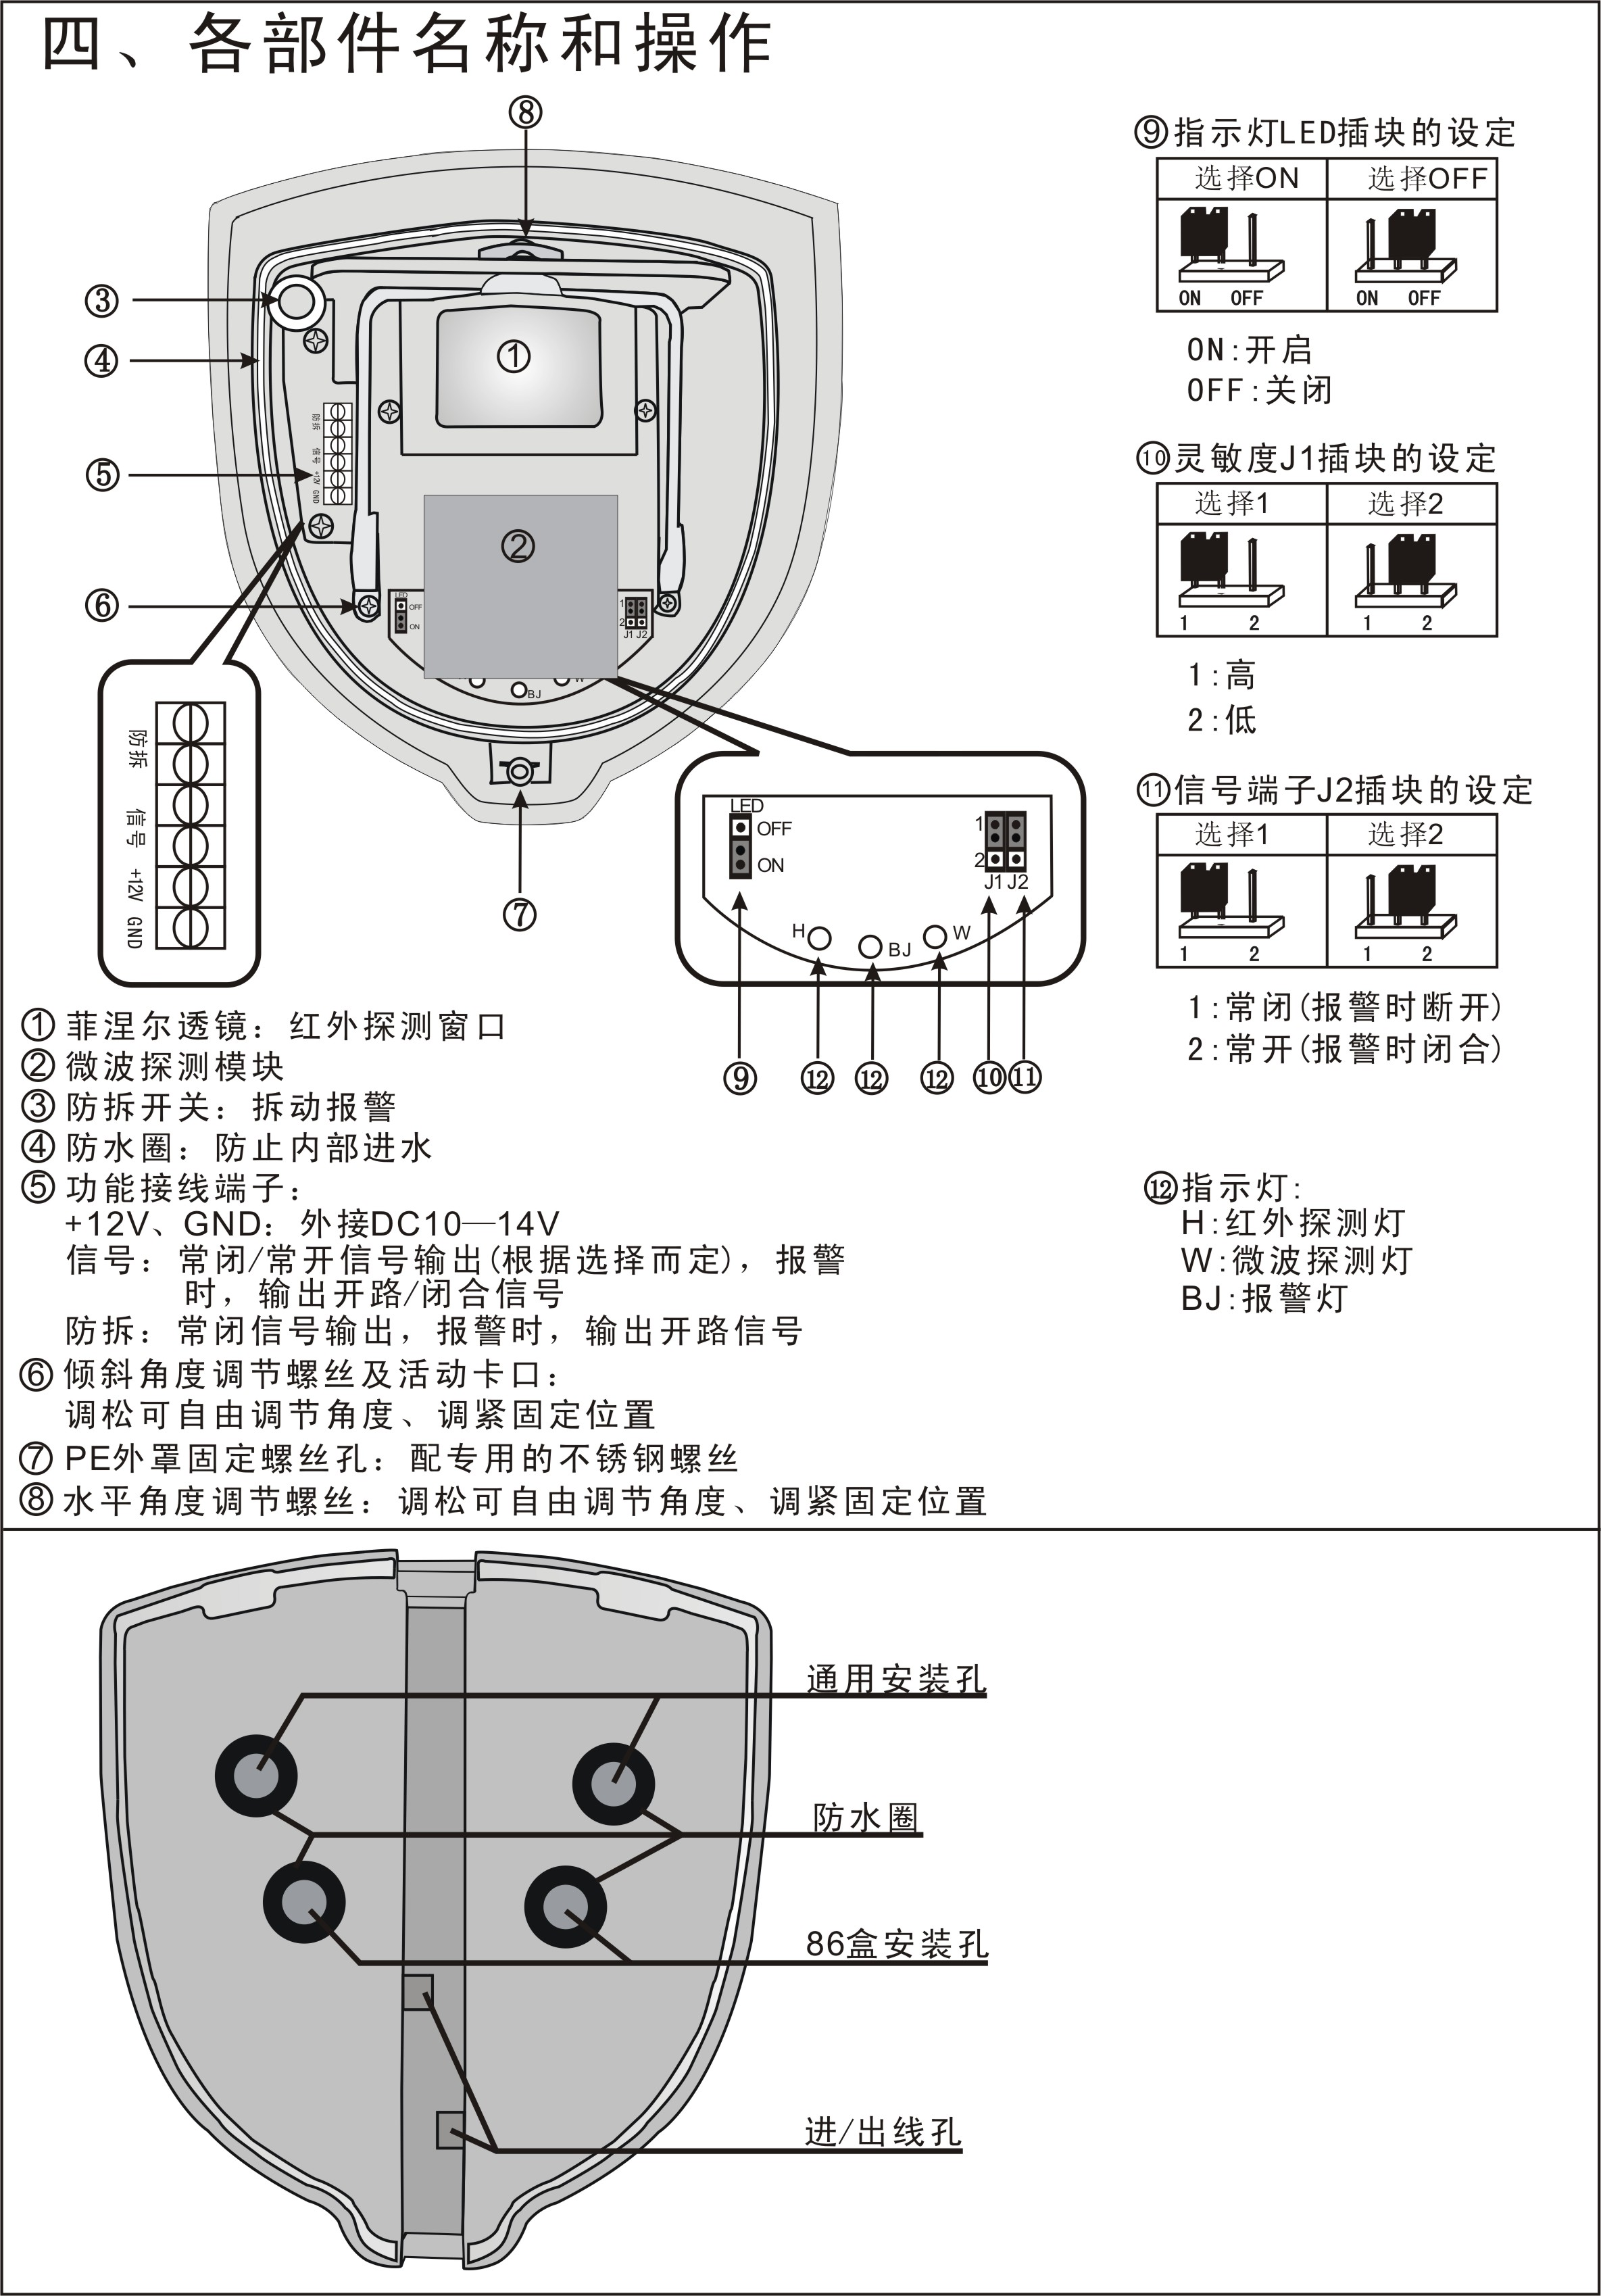 四、各部件名称和操作
⑧
③
④
⑤
⑥
①
②
防拆
信号
+12V
GND
LED
OFF
ON
1
2
J1 J2
BJ
W
⑦
防拆
信号
+12V
GND
LED
OFF
ON
1
2
J1 J2
H
BJ
W
⑨ ⑫ ⑫ ⑫ ⑩ ⑪
①菲涅尔透镜：红外探测窗口
②微波探测模块
③防拆开关：拆动报警
④防水圈：防止内部进水
⑤功能接线端子：
+12V、GND：外接DC10—14V
信号：常闭/常开信号输出(根据选择而定)，报警
时，输出开路/闭合信号
防拆：常闭信号输出，报警时，输出开路信号
⑥倾斜角度调节螺丝及活动卡口：
调松可自由调节角度、调紧固定位置
⑦PE外罩固定螺丝孔：配专用的不锈钢螺丝
⑧水平角度调节螺丝：调松可自由调节角度、调紧固定位置
⑨指示灯LED插块的设定
选择ON 选择OFF
ON OFF ON OFF
ON:开启
OFF:关闭
⑩灵敏度J1插块的设定
选择1 选择2
1 2 1 2
1:高
2:低
⑪信号端子J2插块的设定
选择1 选择2
1 2 1 2
1:常闭(报警时断开)
2:常开(报警时闭合)
⑫指示灯:
H:红外探测灯
W:微波探测灯
BJ:报警灯
通用安装孔
防水圈
86盒安装孔
进/出线孔